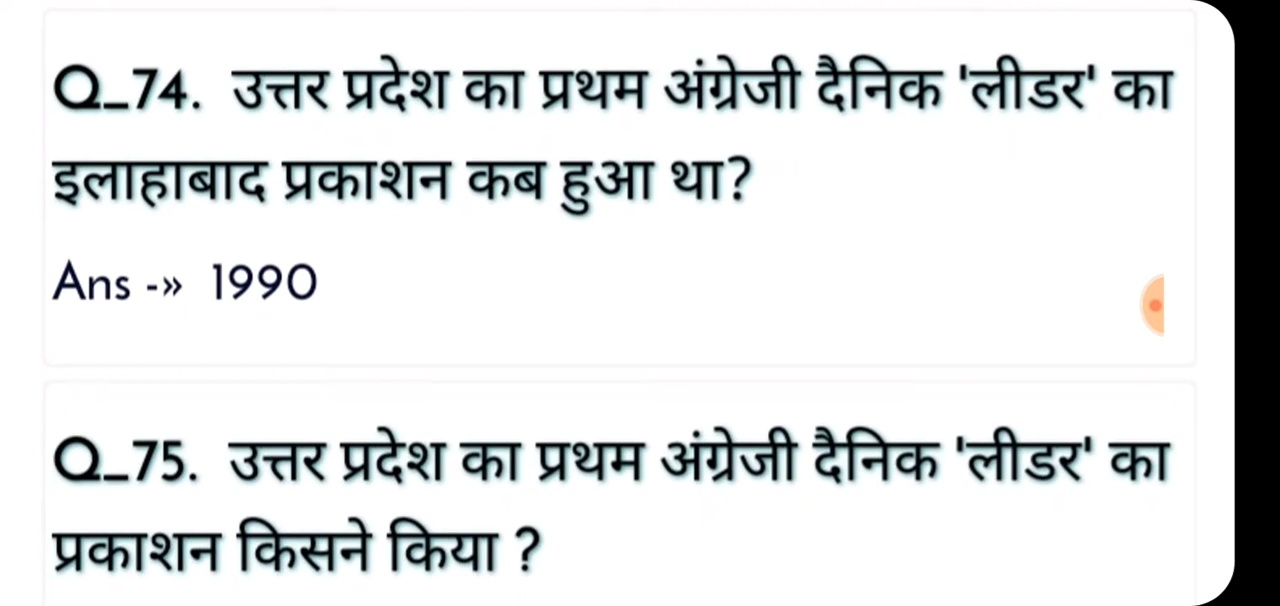 Q_74. उत्तर प्रदेश का प्रथम अंग्रेजी दैनिक 'लीडर' का
इलाहाबाद प्रकाशन कब हुआ था?
Ans -» 1990
Q_75. उत्तर प्रदेश का प्रथम अंग्रेजी दैनिक 'लीडर' का
प्रकाशन किसने किया ?